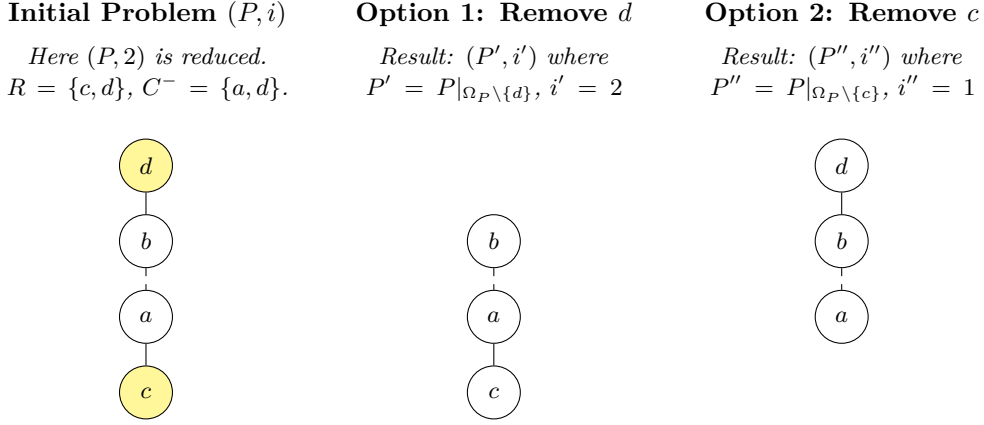 Initial Problem (P, i)
Here (P, 2) is reduced.
R = {c, d}, C⁻ = {a, d}.
d
b
a
c
Option 1: Remove d
Result: (P′, i′) where
P′ = P|_{Ω_P\{d}}, i′ = 2
b
a
c
Option 2: Remove c
Result: (P″, i″) where
P″ = P|_{Ω_P\{c}}, i″ = 1
d
b
a